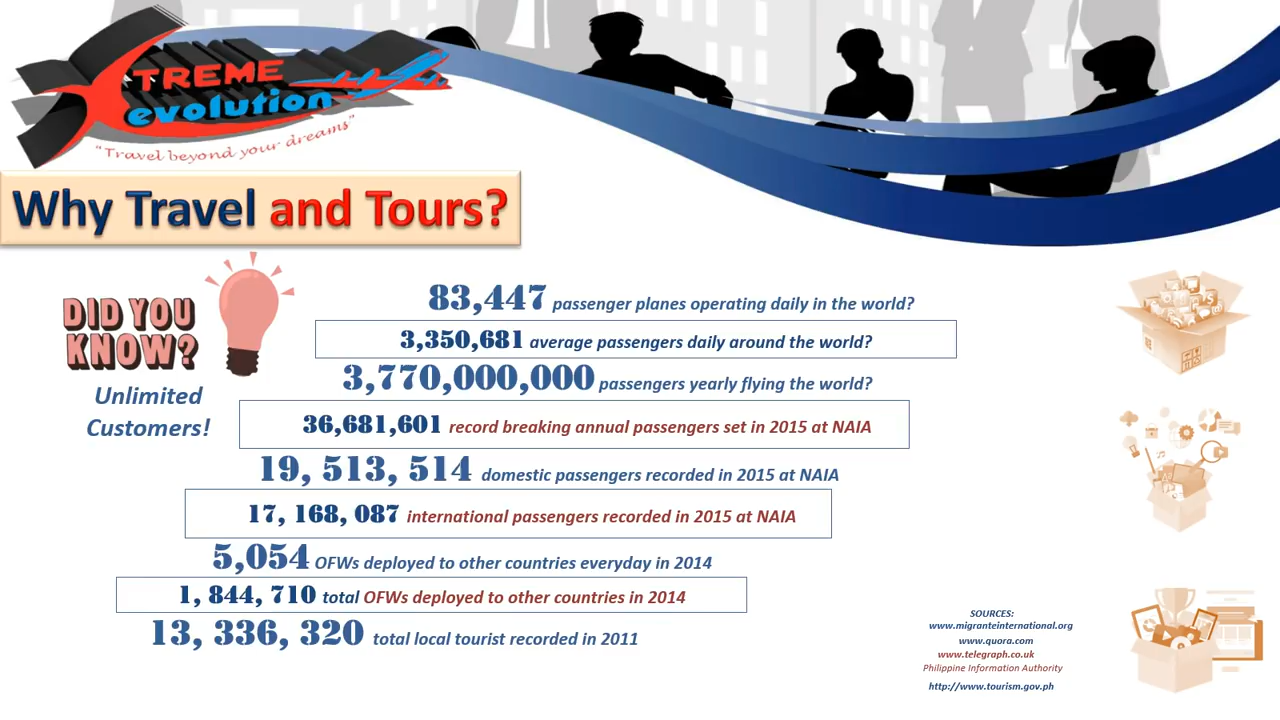 XTREME
evolution
"Travel beyond your dreams"
Why Travel and Tours?
DID YOU
KNOW?
Unlimited
Customers!
83,447 passenger planes operating daily in the world?
3,350,681 average passengers daily around the world?
3,770,000,000 passengers yearly flying the world?
36,681,601 record breaking annual passengers set in 2015 at NAIA
19, 513, 514 domestic passengers recorded in 2015 at NAIA
17, 168, 087 international passengers recorded in 2015 at NAIA
5,054 OFWs deployed to other countries everyday in 2014
1, 844, 710 total OFWs deployed to other countries in 2014
13, 336, 320 total local tourist recorded in 2011
SOURCES:
www.migranteinternational.org
www.quora.com
www.telegraph.co.uk
Philippine Information Authority
http://www.tourism.gov.ph